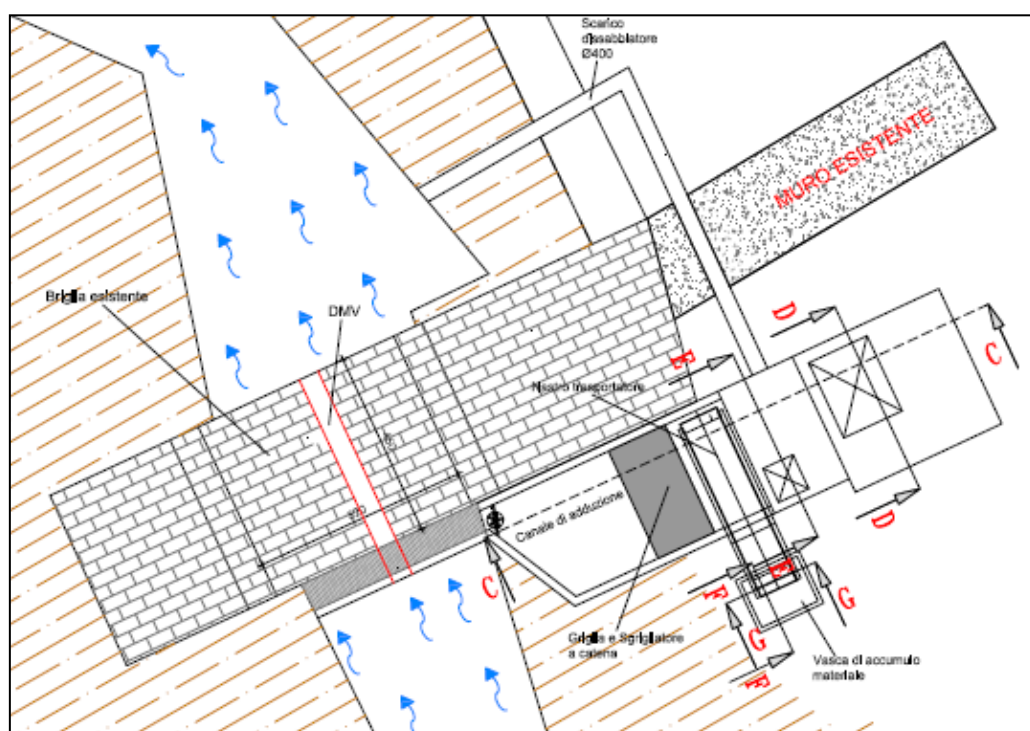 Scarico
dissabbiatore
Ø400
MURO ESISTENTE
Briglia esistente
DMV
D
C
E
Nastro trasportatore
Canale di adduzione
D
C
E
F
G
G
F
Griglia e Sgrigliatore
a catena
Vasca di accumulo
materiale